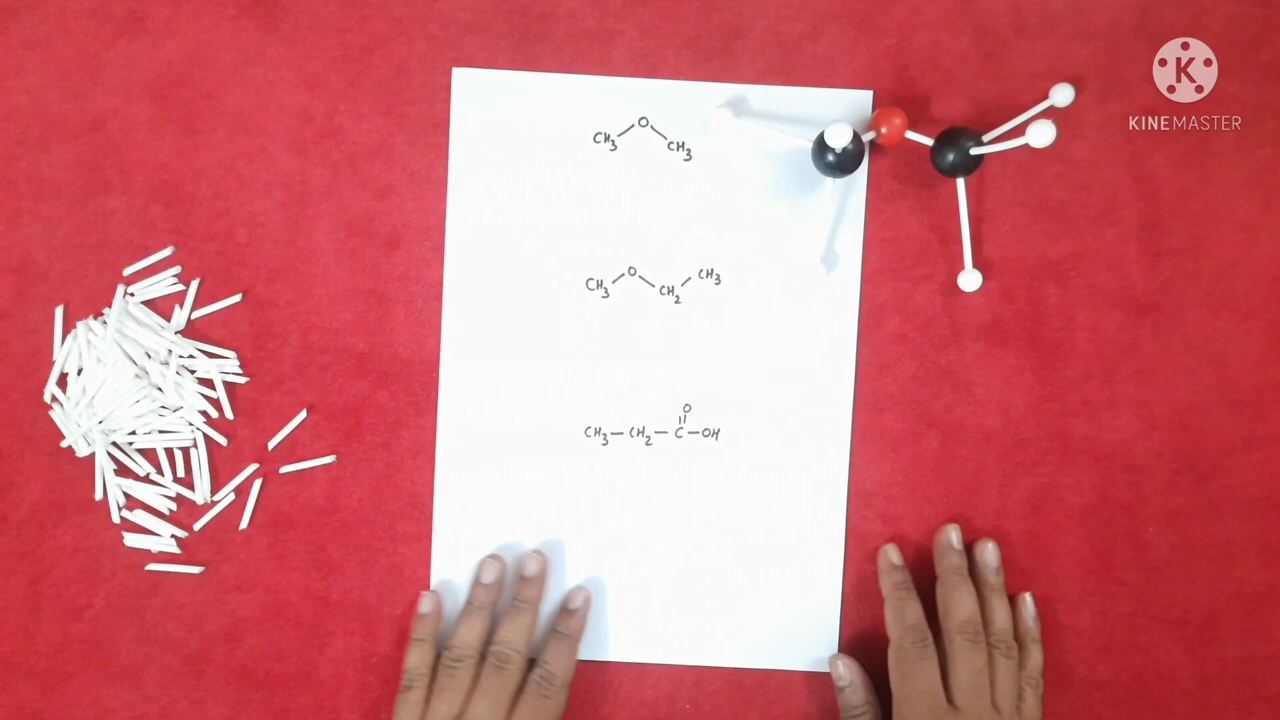 K
KINEMASTER
O
CH3 CH3
O CH3
CH3 CH2
O
CH3—CH2—C—OH